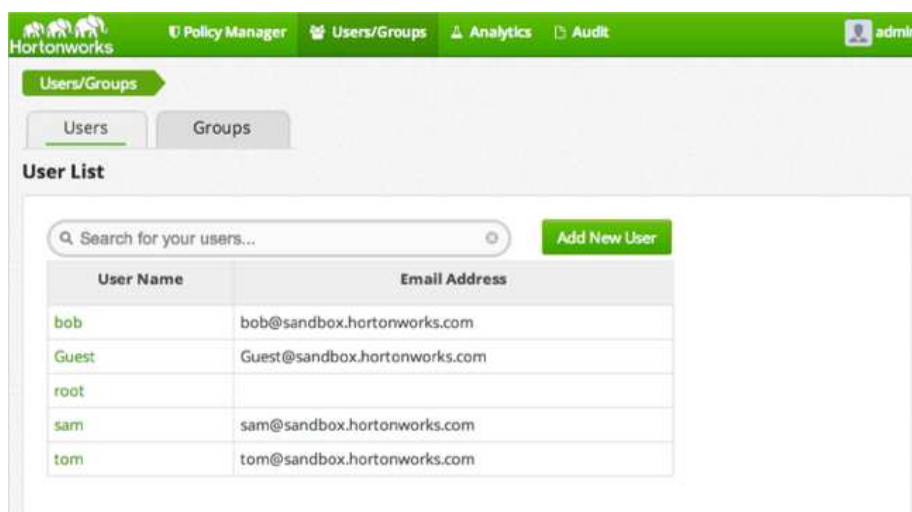 Hortonworks
Policy Manager Users/Groups Analytics Audit admin
Users/Groups
Users Groups
User List
Search for your users... Add New User
User Name Email Address
bob bob@sandbox.hortonworks.com
Guest Guest@sandbox.hortonworks.com
root
sam sam@sandbox.hortonworks.com
tom tom@sandbox.hortonworks.com